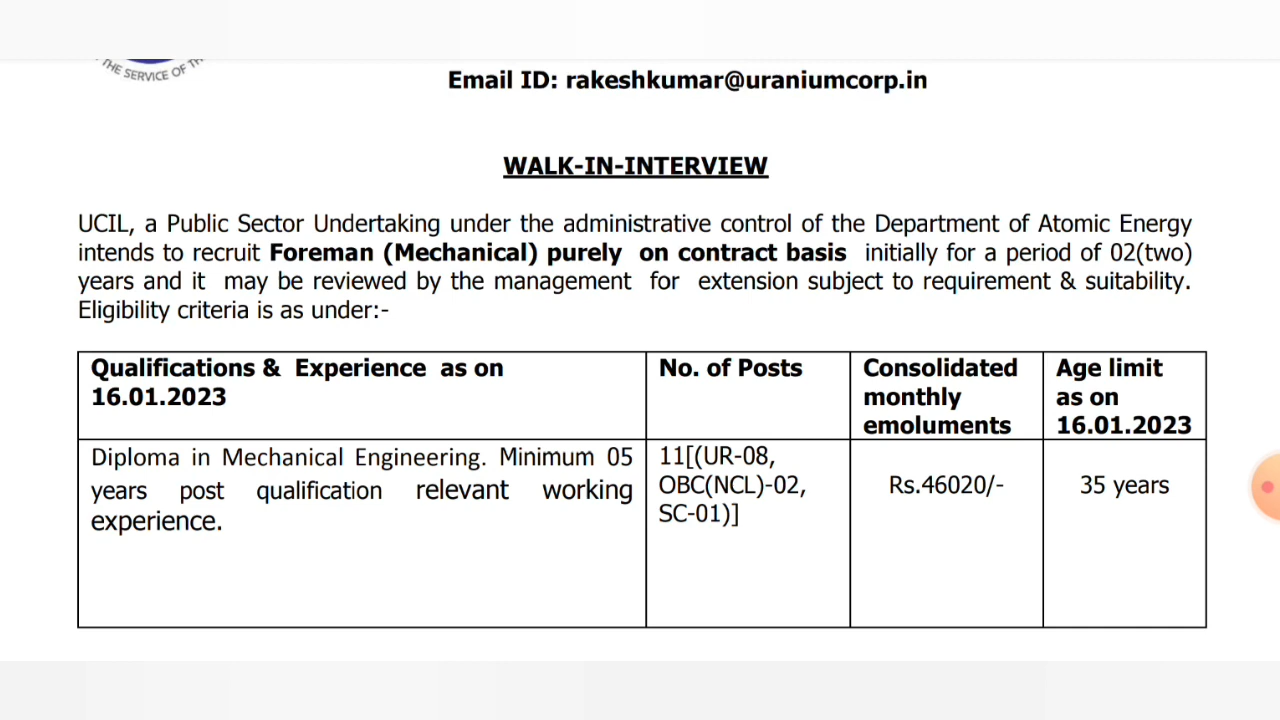 THE SERVICE OF TH
Email ID: rakeshkumar@uraniumcorp.in
WALK-IN-INTERVIEW
UCIL, a Public Sector Undertaking under the administrative control of the Department of Atomic Energy
intends to recruit Foreman (Mechanical) purely on contract basis initially for a period of 02(two)
years and it may be reviewed by the management for extension subject to requirement & suitability.
Eligibility criteria is as under:-
Qualifications & Experience as on
16.01.2023
No. of Posts
Consolidated
monthly
emoluments
Age limit
as on
16.01.2023
Diploma in Mechanical Engineering. Minimum 05
years post qualification relevant working
experience.
11[(UR-08,
OBC(NCL)-02,
SC-01)]
Rs.46020/-
35 years